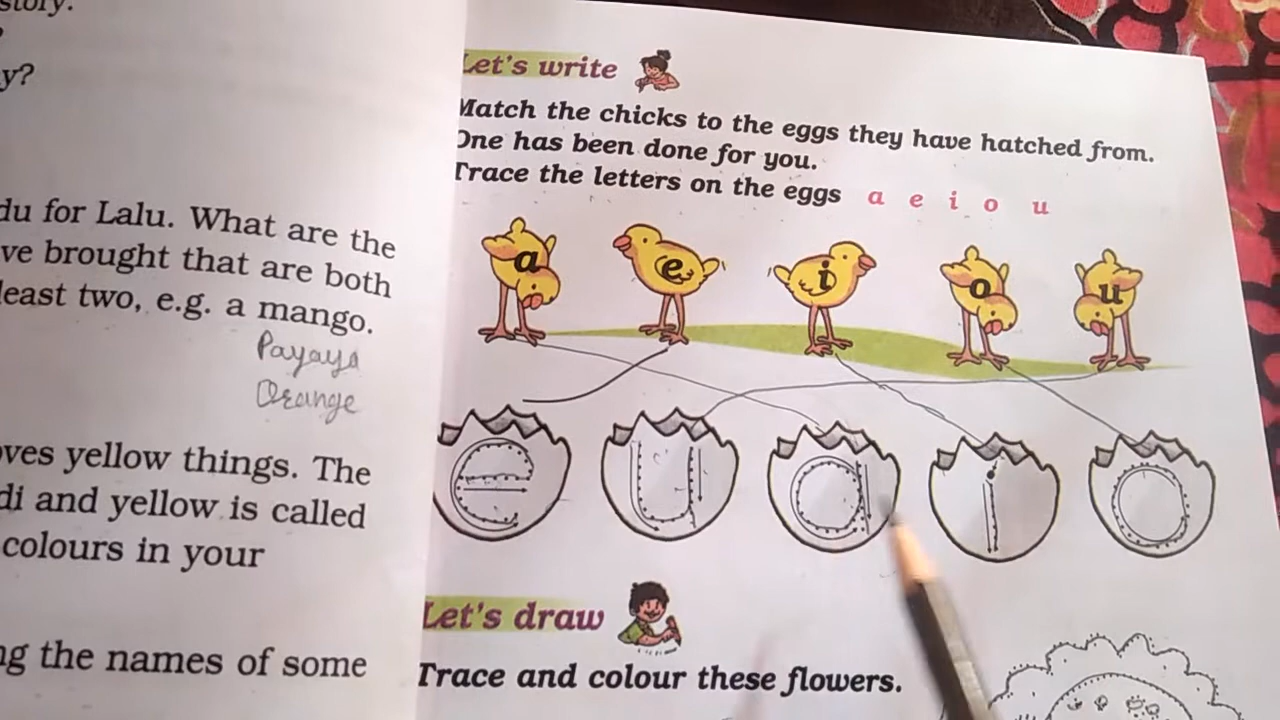 story.
?
y?
du for Lalu. What are the
ve brought that are both
least two, e.g. a mango.
Payaya
Orange
oves yellow things. The
di and yellow is called
colours in your
ng the names of some
Let's write
Match the chicks to the eggs they have hatched from.
One has been done for you.
Trace the letters on the eggs a e i o u
a e i o u
e u a i o
Let's draw
Trace and colour these flowers.